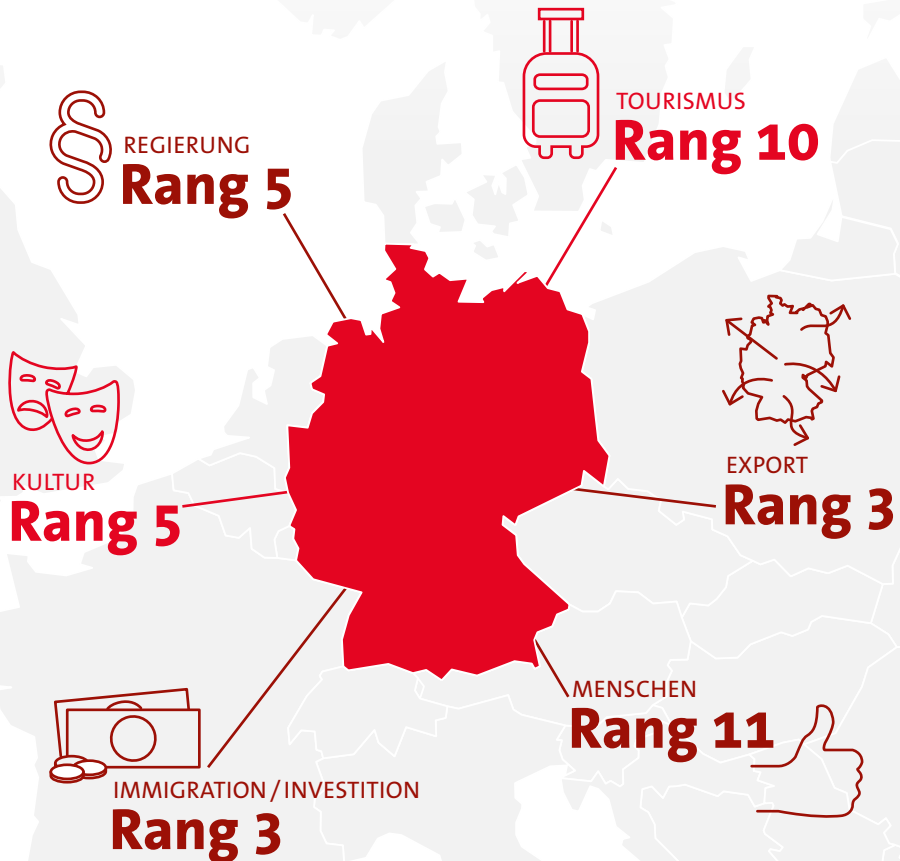 TOURISMUS
Rang 10
REGIERUNG
Rang 5
EXPORT
Rang 3
KULTUR
Rang 5
MENSCHEN
Rang 11
IMMIGRATION / INVESTITION
Rang 3